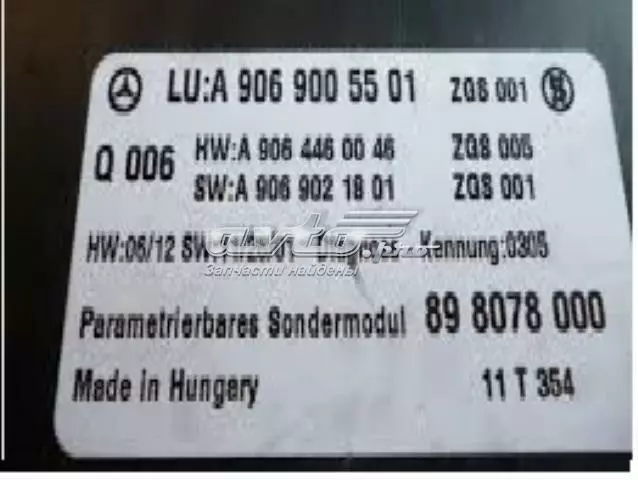 LU:A 906 900 55 01 ZGS 001
Q 006 HW:A 906 446 00 46 ZGS 005
SW:A 906 902 18 01 ZGS 001
HW:06/12 Kennung:0305
avto pro
Запчасти найдены
Parametrierbares Sondermodul 89 8078 000
Made in Hungary 11 T 354